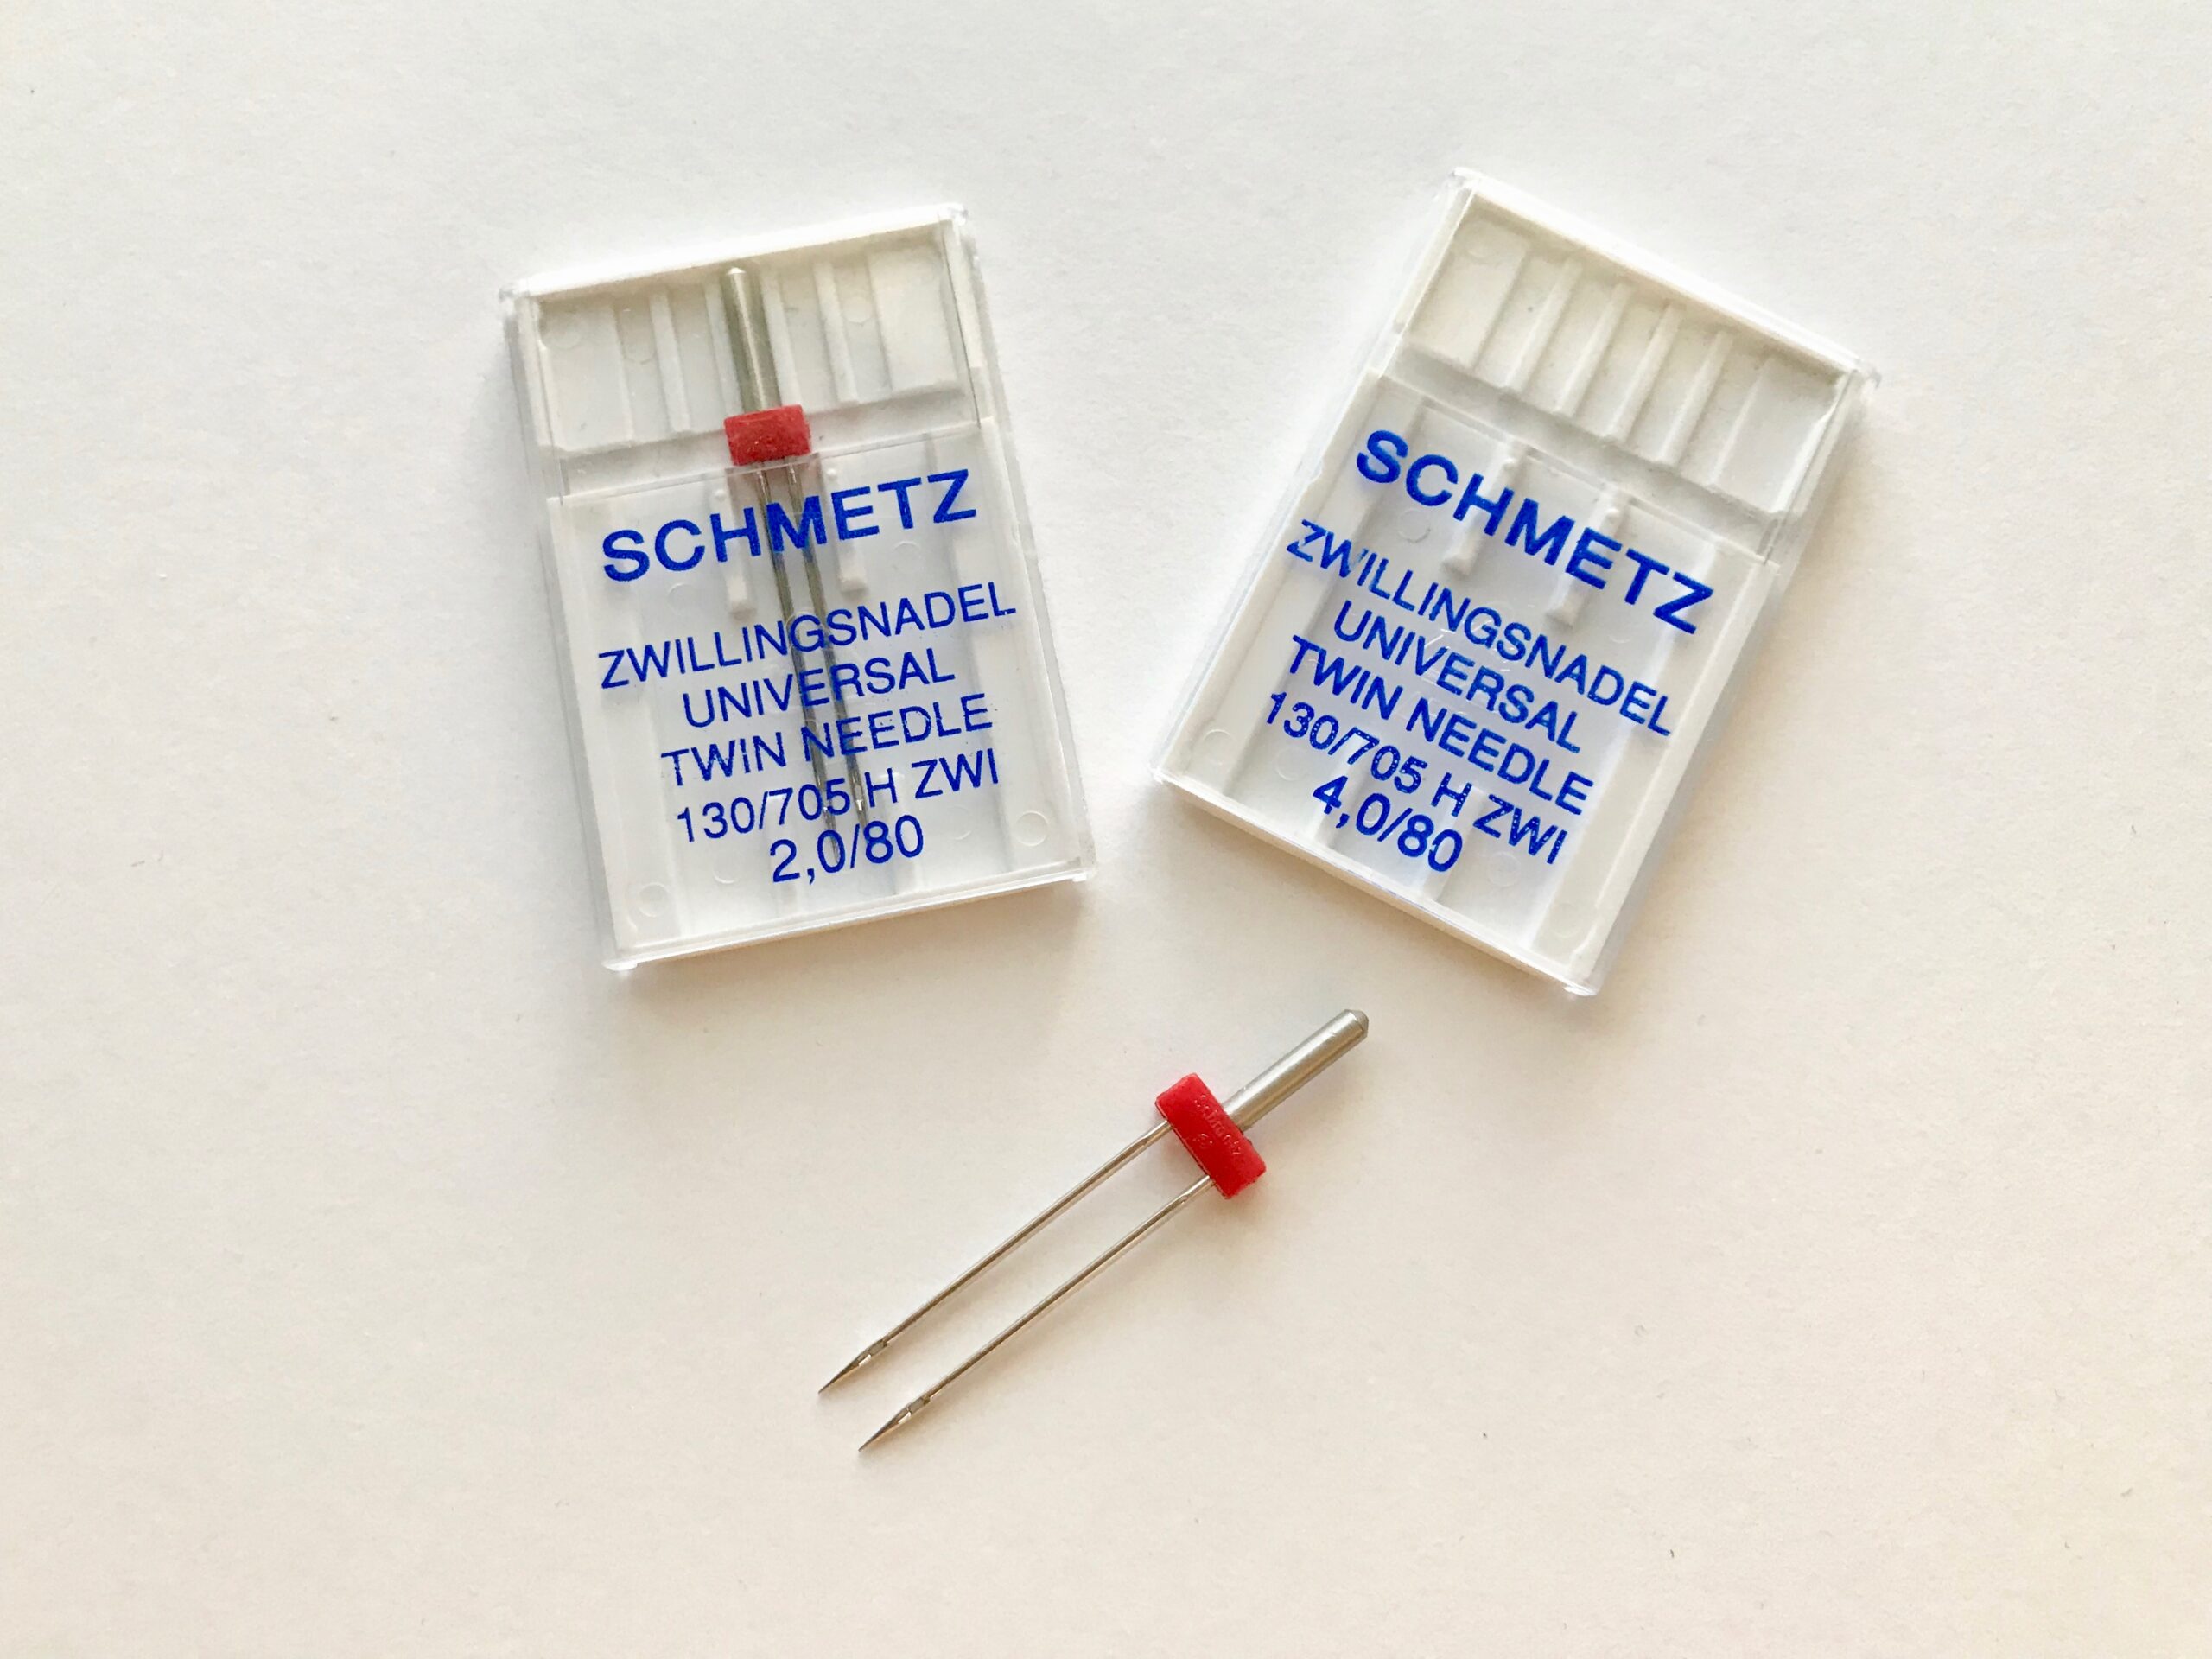 SCHMETZ
ZWILLINGSNADEL
UNIVERSAL
TWIN NEEDLE
130/705 H ZWI
2,0/80
SCHMETZ
ZWILLINGSNADEL
UNIVERSAL
TWIN NEEDLE
130/705 H ZWI
4,0/80
schmetz